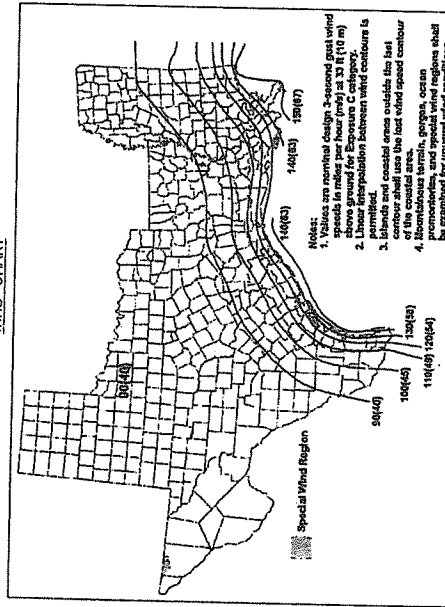 WIND CHART
90(40)
140(63)
150(67)
140(63)
130(58)
110(49) 120(54)
100(45)
90(40)
Special Wind Region
Notes:
1. Values are nominal design 3-second gust wind
speeds in miles per hour (m/s) at 33 ft (10 m)
above ground for Exposure C category.
2. Linear interpolation between wind contours is
permitted.
3. Islands and coastal areas outside the last
contour shall use the last wind speed contour
of the coastal area.
4. Mountainous terrain, gorges, ocean
promontories, and special wind regions shall
be examined for unusual wind conditions.